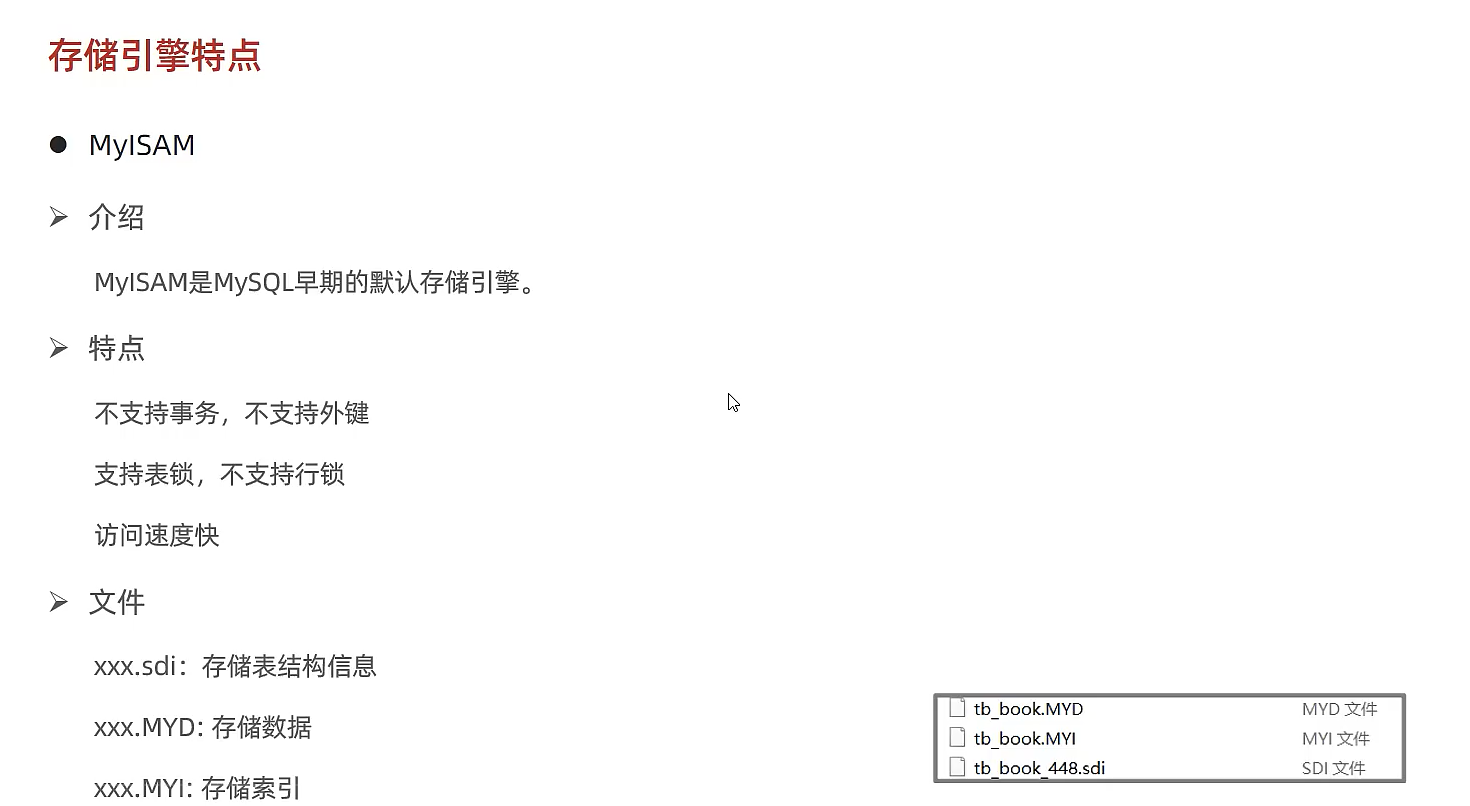 存储引擎特点
MyISAM
介绍
MyISAM是MySQL早期的默认存储引擎。
特点
不支持事务，不支持外键
支持表锁，不支持行锁
访问速度快
文件
xxx.sdi：存储表结构信息
xxx.MYD: 存储数据
xxx.MYI: 存储索引
tb_book.MYD MYD 文件
tb_book.MYI MYI 文件
tb_book_448.sdi SDI 文件